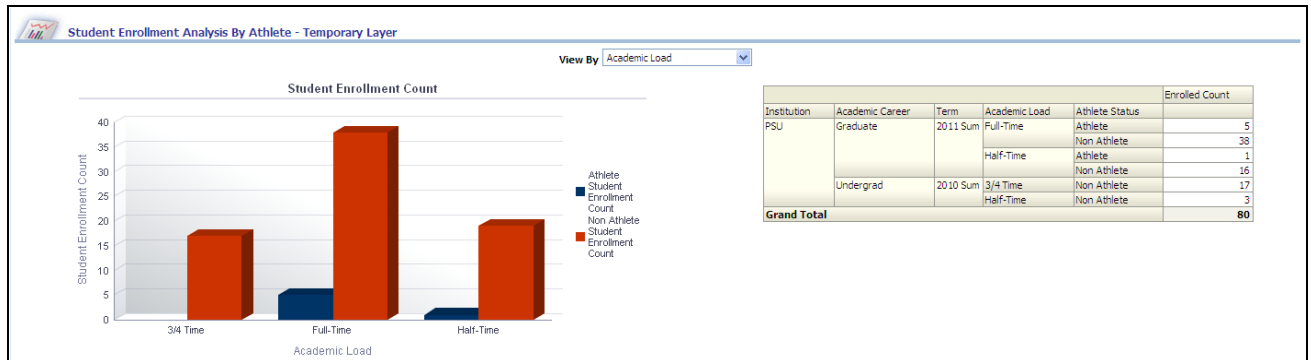 Student Enrollment Analysis By Athlete - Temporary Layer
View By Academic Load
Student Enrollment Count
40
35
30
25
20
15
10
5
0
Student Enrollment Count
3/4 Time Full-Time Half-Time
Academic Load
Athlete
Student
Enrollment
Count
Non Athlete
Student
Enrollment
Count
Enrolled Count
Institution Academic Career Term Academic Load Athlete Status
PSU Graduate 2011 Sum Full-Time Athlete 5
Non Athlete 38
Half-Time Athlete 1
Non Athlete 16
Undergrad 2010 Sum 3/4 Time Non Athlete 17
Half-Time Non Athlete 3
Grand Total 80